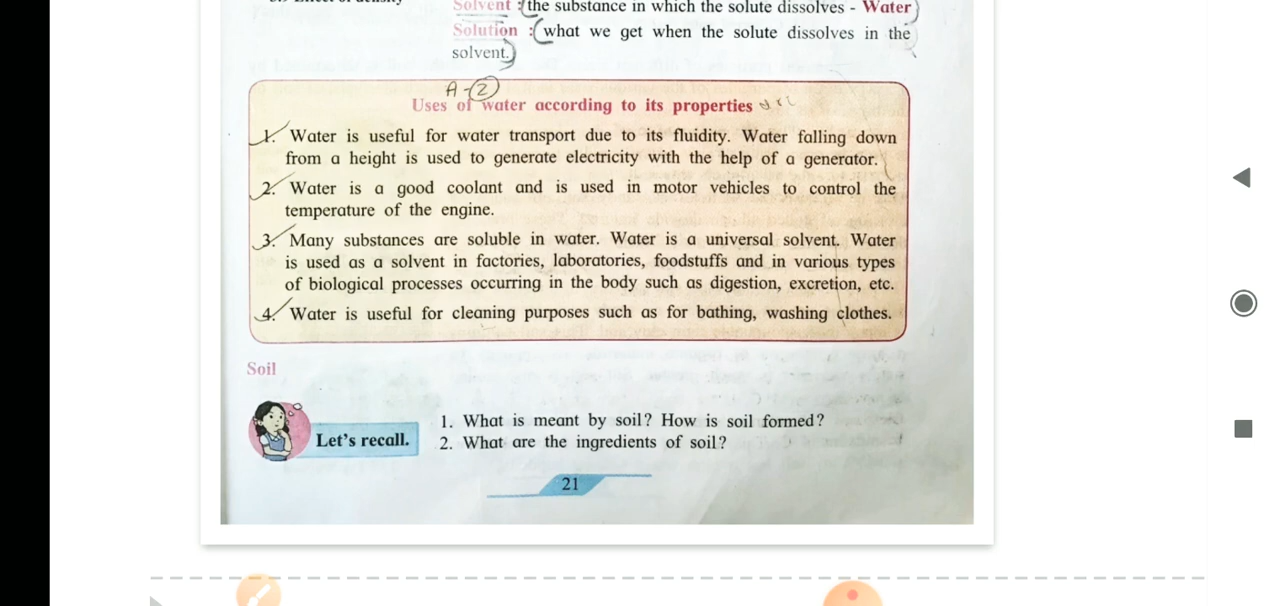 Solvent : (the substance in which the solute dissolves - Water)
Solution : (what we get when the solute dissolves in the
solvent.)
A - 2
Uses of water according to its properties
1. Water is useful for water transport due to its fluidity. Water falling down
from a height is used to generate electricity with the help of a generator.
2. Water is a good coolant and is used in motor vehicles to control the
temperature of the engine.
3. Many substances are soluble in water. Water is a universal solvent. Water
is used as a solvent in factories, laboratories, foodstuffs and in various types
of biological processes occurring in the body such as digestion, excretion, etc.
4. Water is useful for cleaning purposes such as for bathing, washing clothes.
Soil
Let's recall.
1. What is meant by soil? How is soil formed?
2. What are the ingredients of soil?
21